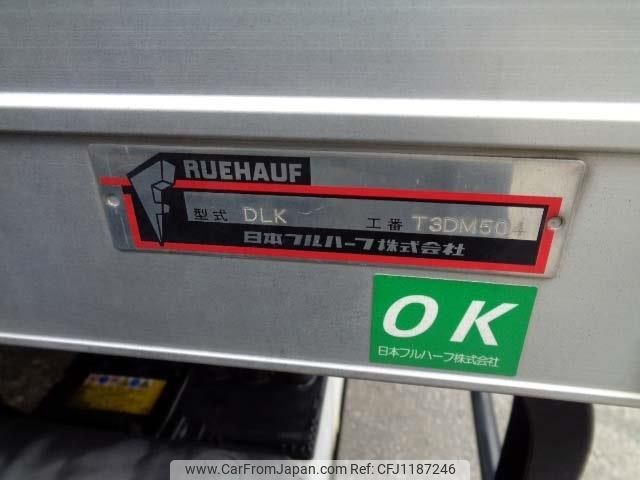 RUEHAUF
型式 DLK 工番 T3DM504
日本フルハーフ株式会社
OK
日本フルハーフ株式会社
www.CarFromJapan.com | © CFJ1187246